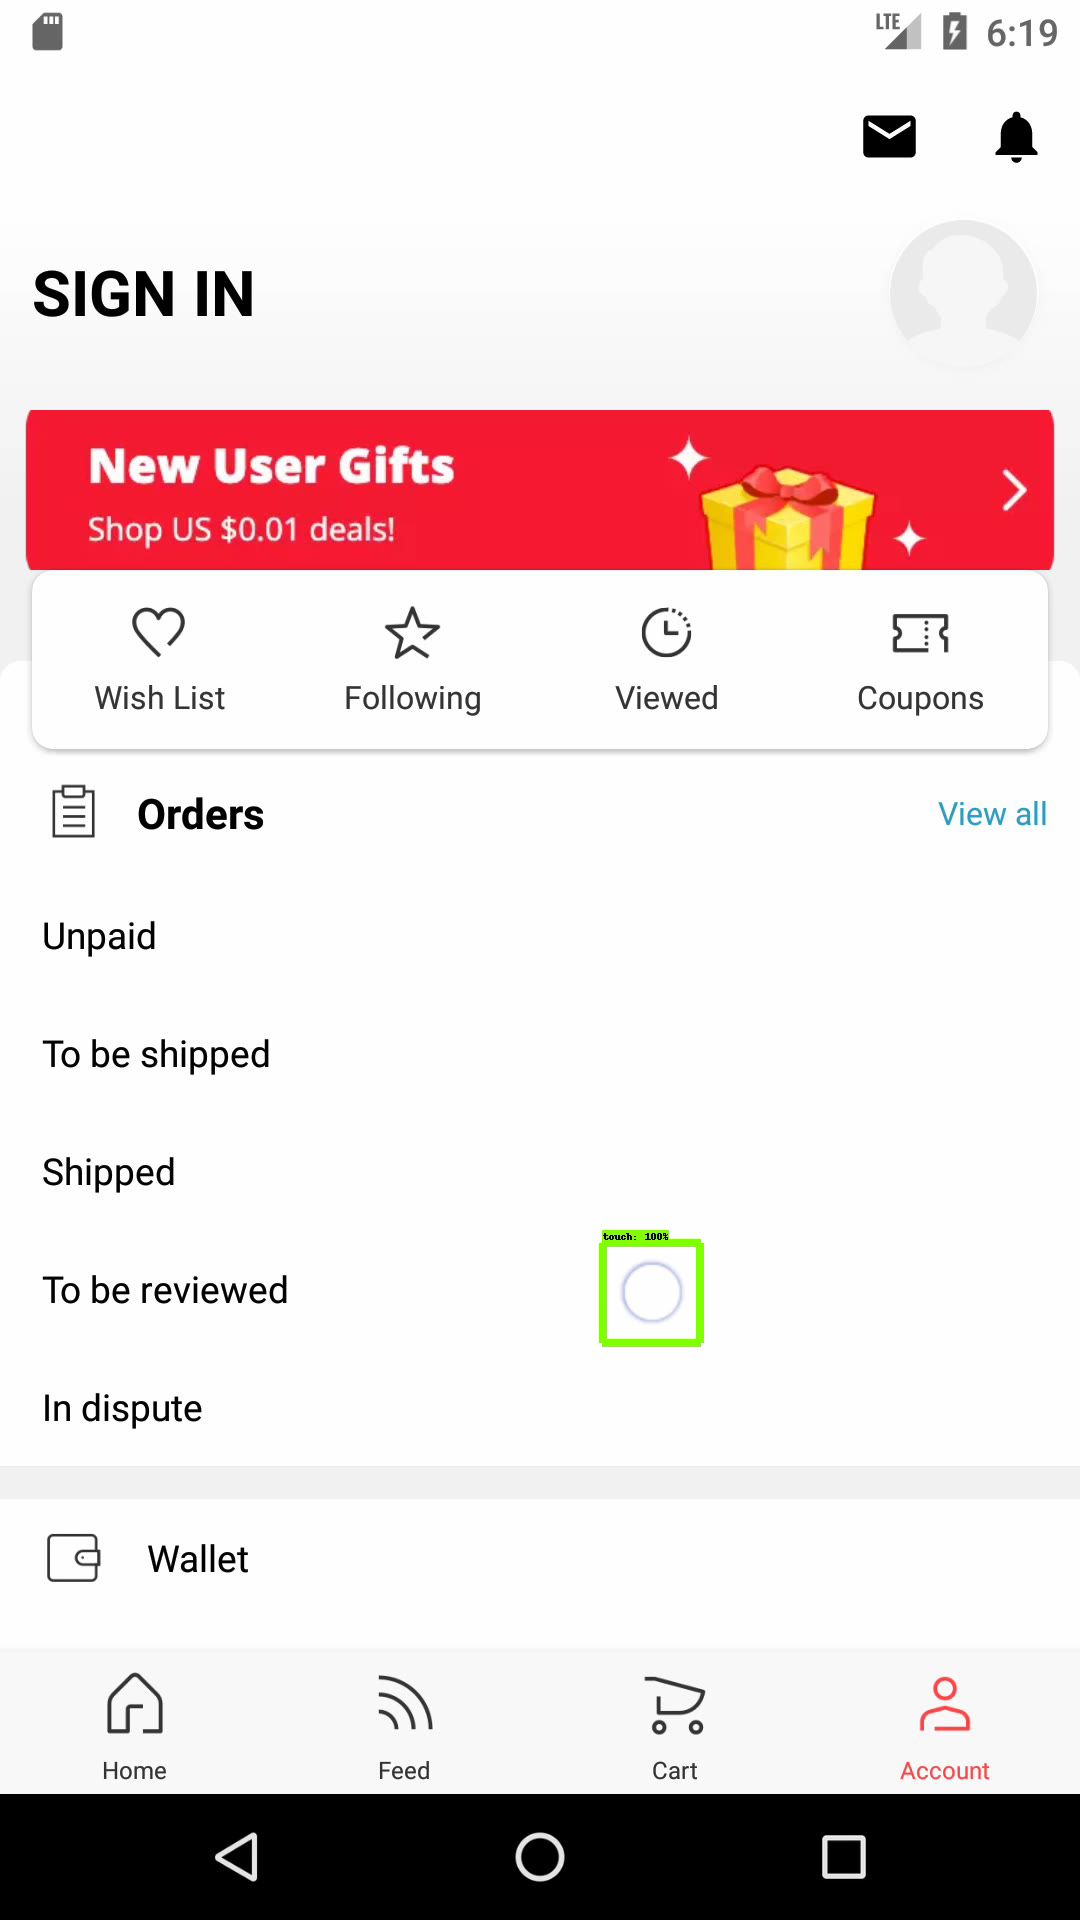 LTE 6:19
SIGN IN
New User Gifts
Shop US $0.01 deals!
Wish List Following Viewed Coupons
Orders View all
Unpaid
To be shipped
Shipped
touch: 100%
To be reviewed
In dispute
Wallet
Home Feed Cart Account